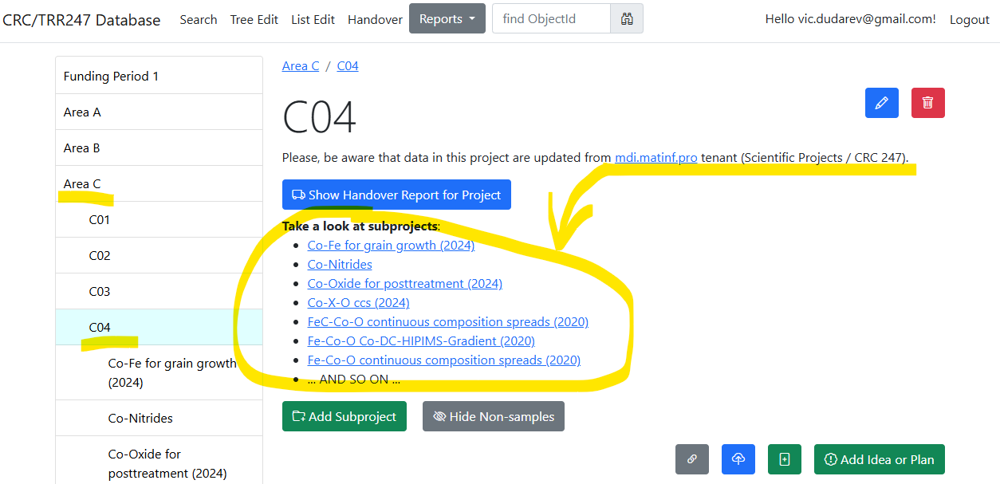 CRC/TRR247 Database Search Tree Edit List Edit Handover Reports find ObjectId Hello vic.dudarev@gmail.com! Logout
Funding Period 1
Area A
Area B
Area C
C01
C02
C03
C04
Co-Fe for grain growth
(2024)
Co-Nitrides
Co-Oxide for
posttreatment (2024)
Area C / C04
C04
Please, be aware that data in this project are updated from mdi.matinf.pro tenant (Scientific Projects / CRC 247).
Show Handover Report for Project
Take a look at subprojects:
Co-Fe for grain growth (2024)
Co-Nitrides
Co-Oxide for posttreatment (2024)
Co-X-O ccs (2024)
FeC-Co-O continuous composition spreads (2020)
Fe-Co-O Co-DC-HIPIMS-Gradient (2020)
Fe-Co-O continuous composition spreads (2020)
... AND SO ON ...
Add Subproject Hide Non-samples
Add Idea or Plan